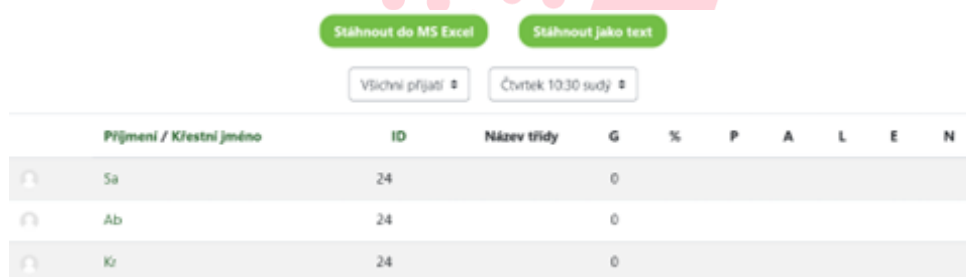 Stáhnout do MS Excel Stáhnout jako text
Všichni přijatí Čtvrtek 10:30 sudý
Příjmení / Křestní jméno ID Název třídy G % P A L E N
Sa 24 0
Ab 24 0
Kr 24 0